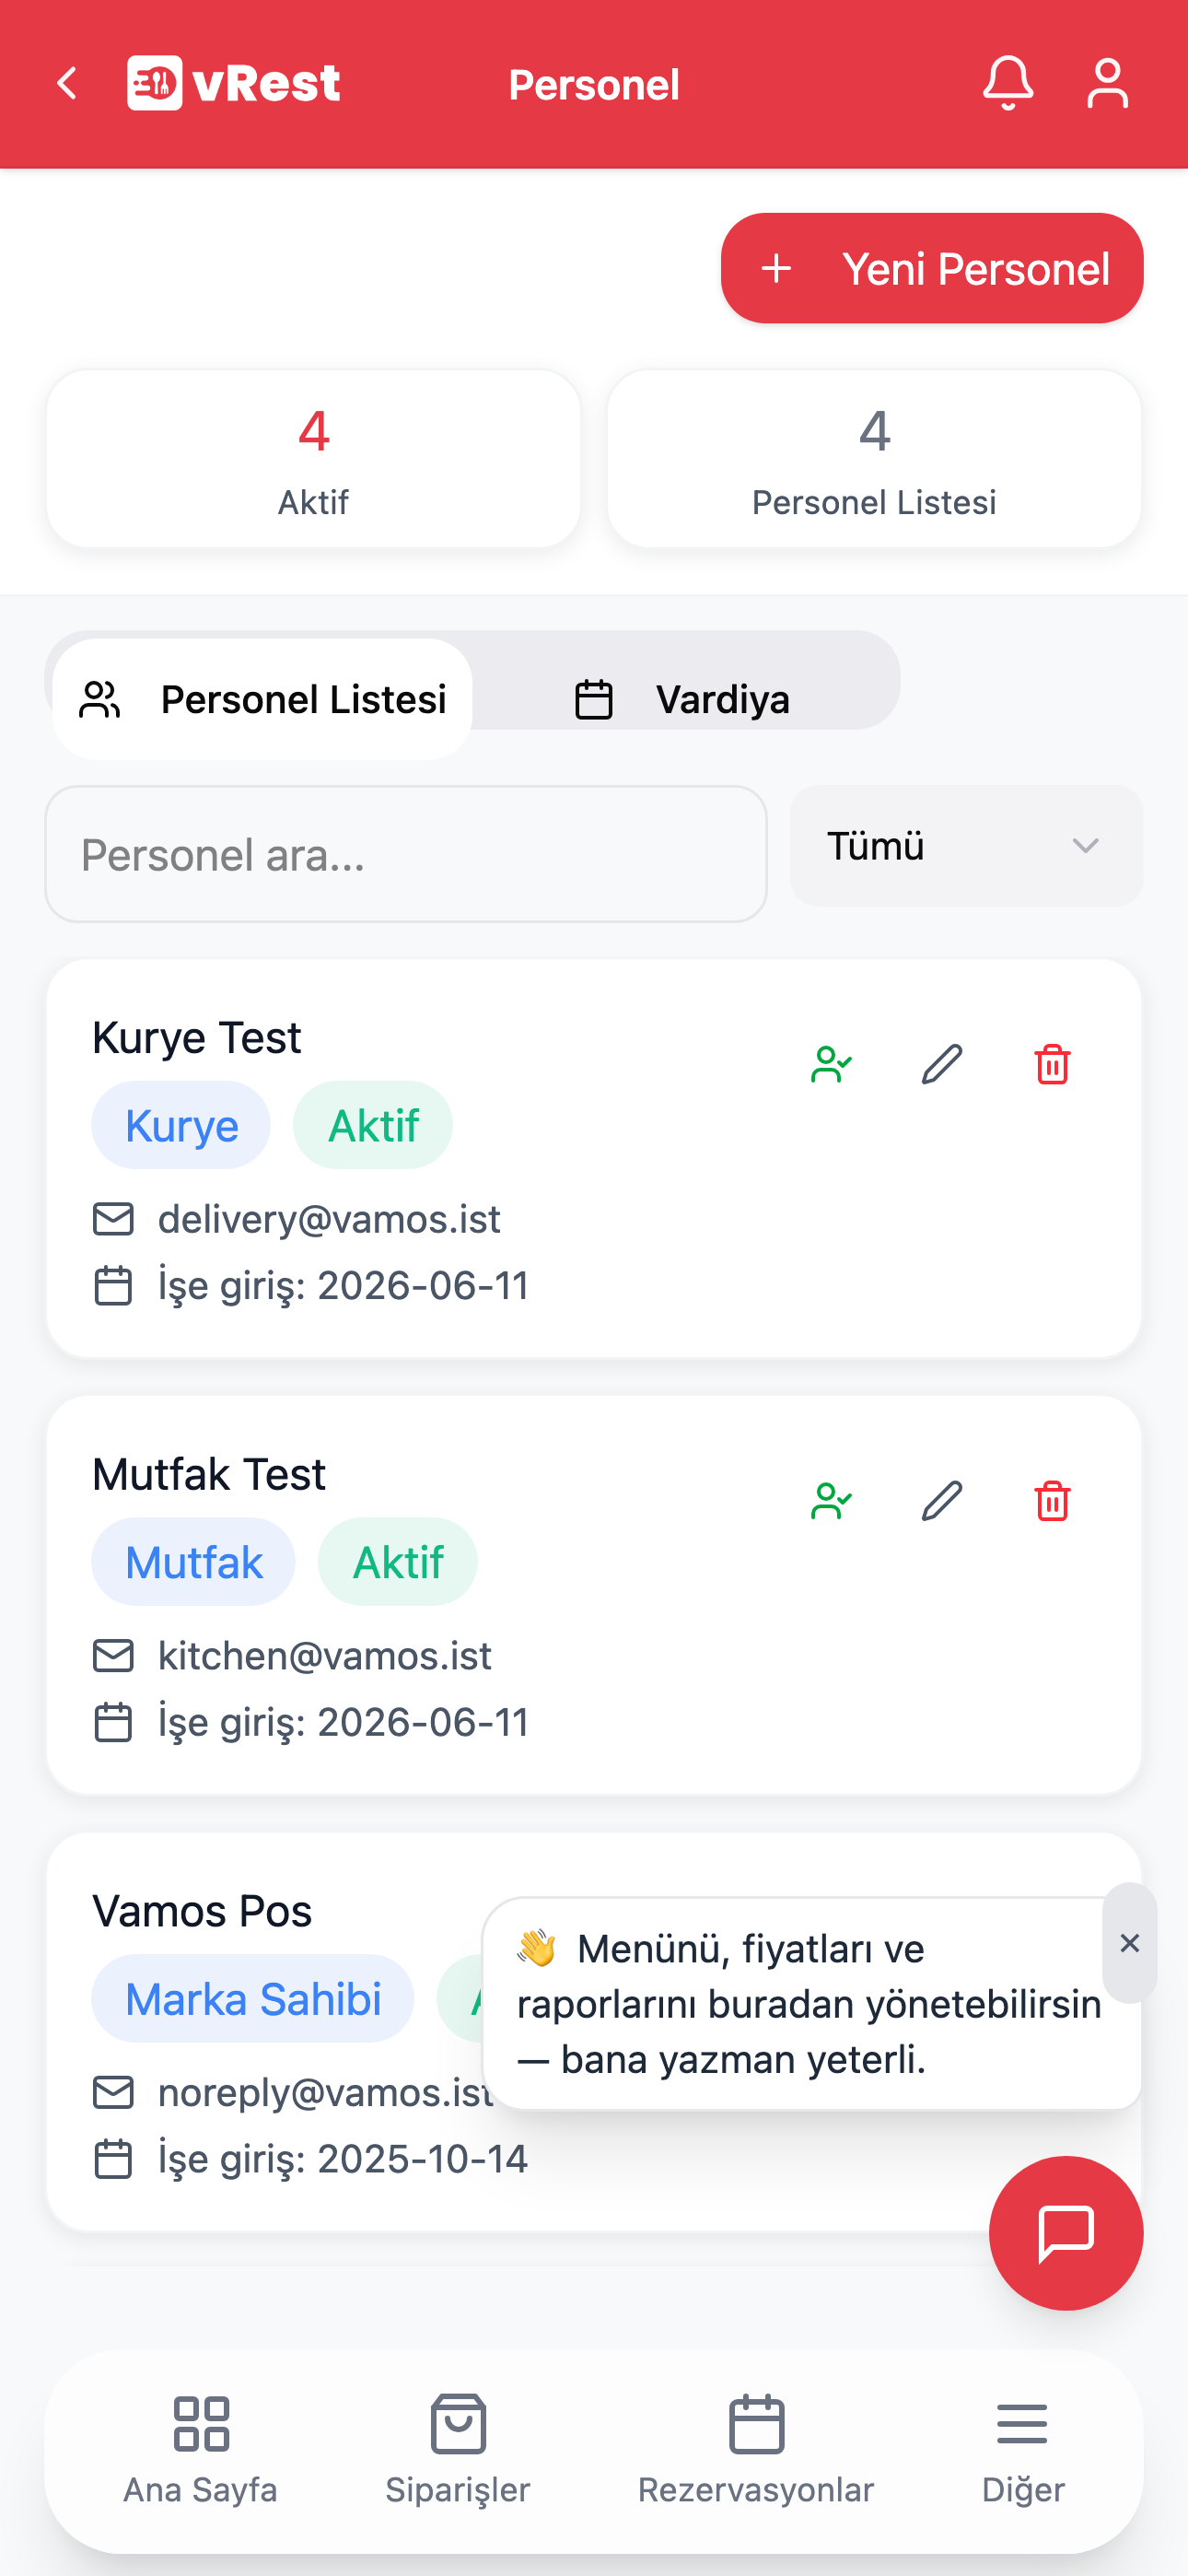 vRest
Personel
+ Yeni Personel
4
Aktif
4
Personel Listesi
Personel Listesi
Vardiya
Personel ara...
Tümü
Kurye Test
Kurye
Aktif
delivery@vamos.ist
İşe giriş: 2026-06-11
Mutfak Test
Mutfak
Aktif
kitchen@vamos.ist
İşe giriş: 2026-06-11
Vamos Pos
Marka Sahibi
noreply@vamos.ist
İşe giriş: 2025-10-14
👋 Menünü, fiyatları ve
raporlarını buradan yönetebilirsin
— bana yazman yeterli.
Ana Sayfa
Siparişler
Rezervasyonlar
Diğer